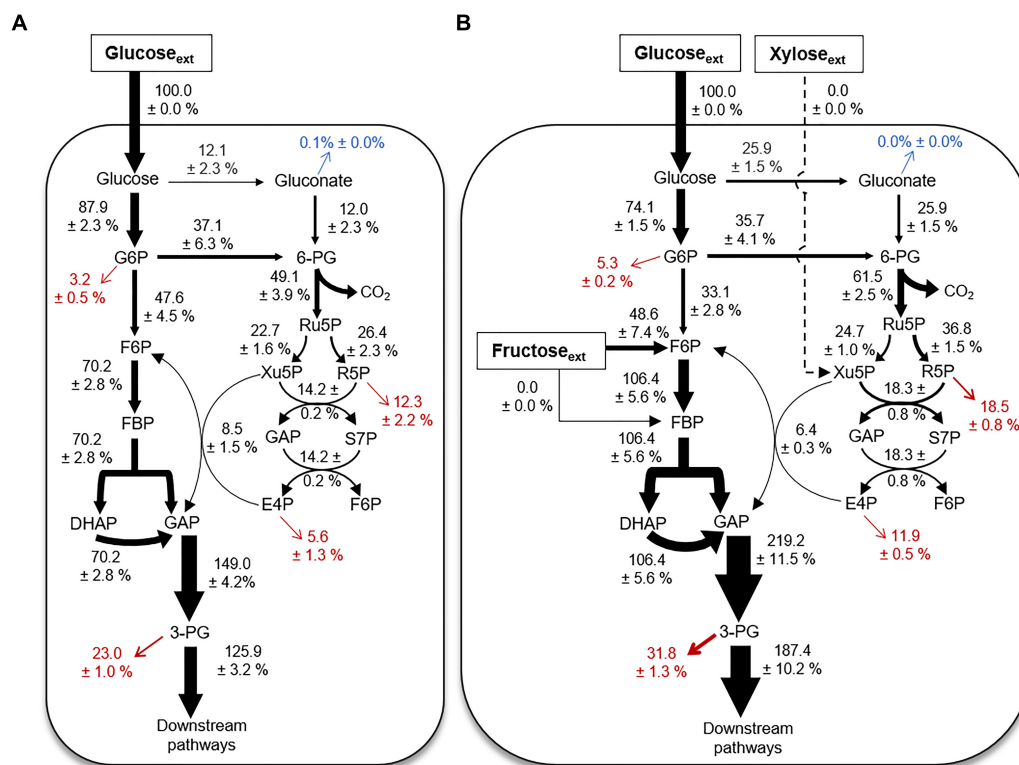 A
Glucoseext
100.0
± 0.0 %
0.1% ± 0.0%
12.1
± 2.3 %
Glucose
Gluconate
87.9
± 2.3 %
12.0
± 2.3 %
37.1
± 6.3 %
G6P
6-PG
3.2
± 0.5 %
49.1
± 3.9 %
CO2
47.6
± 4.5 %
Ru5P
22.7
± 1.6 %
26.4
± 2.3 %
F6P
Xu5P
R5P
70.2
± 2.8 %
14.2 ±
0.2 %
12.3
± 2.2 %
FBP
8.5
± 1.5 %
GAP
S7P
70.2
± 2.8 %
14.2 ±
0.2 %
E4P
F6P
DHAP
GAP
5.6
± 1.3 %
70.2
± 2.8 %
149.0
± 4.2%
3-PG
23.0
± 1.0 %
125.9
± 3.2 %
Downstream
pathways
B
Glucoseext
Xyloseext
100.0
± 0.0 %
0.0
± 0.0 %
0.0% ± 0.0%
25.9
± 1.5 %
Glucose
Gluconate
74.1
± 1.5 %
25.9
± 1.5 %
35.7
± 4.1 %
G6P
6-PG
5.3
± 0.2 %
61.5
± 2.5 %
CO2
33.1
± 2.8 %
48.6
± 7.4 %
Ru5P
24.7
± 1.0 %
36.8
± 1.5 %
Fructoseext
F6P
Xu5P
R5P
0.0
± 0.0 %
106.4
± 5.6 %
18.3 ±
0.8 %
18.5
± 0.8 %
FBP
6.4
± 0.3 %
GAP
S7P
106.4
± 5.6 %
18.3 ±
0.8 %
E4P
F6P
DHAP
GAP
11.9
± 0.5 %
106.4
± 5.6 %
219.2
± 11.5 %
3-PG
31.8
± 1.3 %
187.4
± 10.2 %
Downstream
pathways